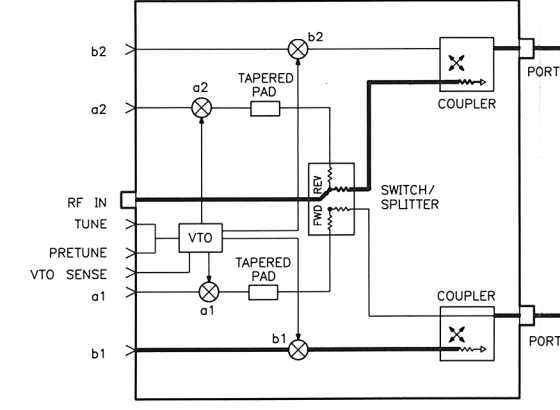 b2
b2
PORT
TAPERED
PAD
a2
a2
COUPLER
REV
SWITCH/
SPLITTER
RF IN
FWD
TUNE
VTO
PRETUNE
VTO SENSE
TAPERED
PAD
a1
a1
COUPLER
b1
b1
PORT